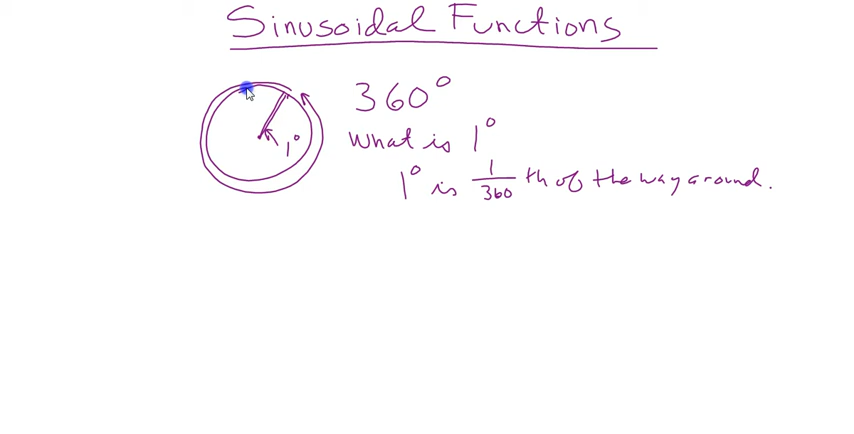 Sinusoidal Functions
360°
1°
What is 1°
1° is 1/360 th of the way around.